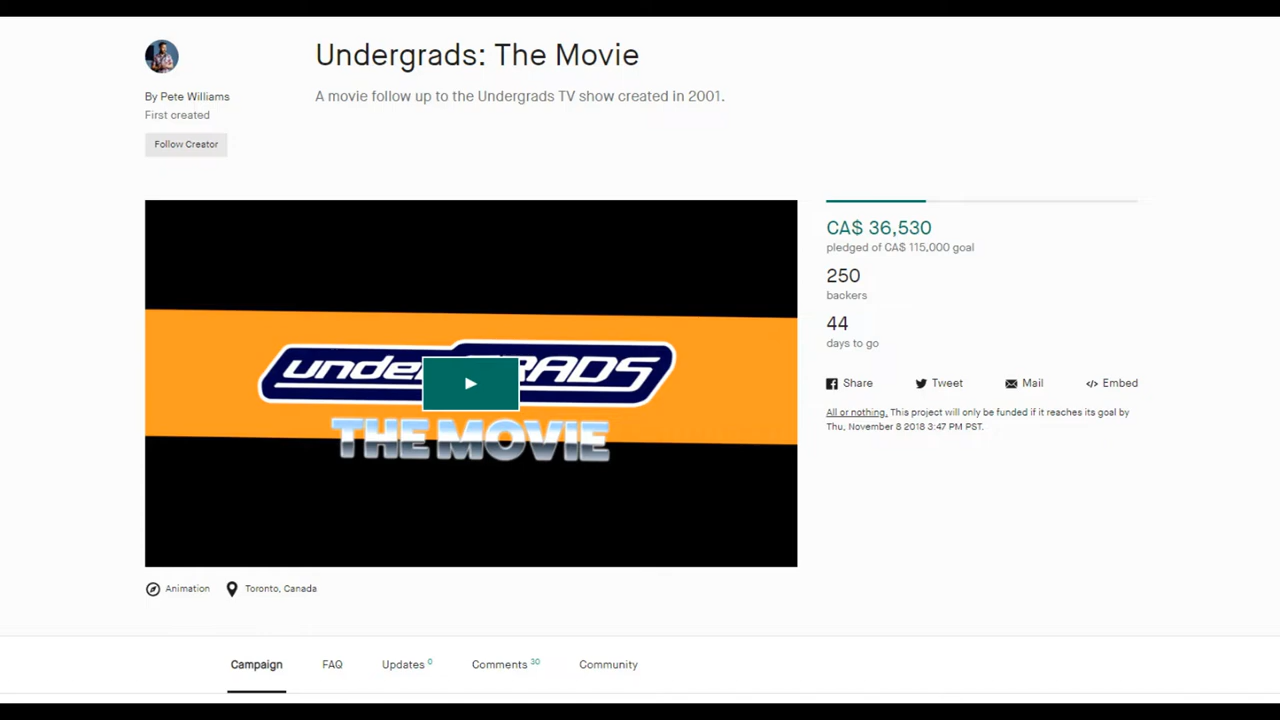 Undergrads: The Movie
A movie follow up to the Undergrads TV show created in 2001.
By Pete Williams
First created
Follow Creator
CA$ 36,530
pledged of CA$ 115,000 goal
250
backers
44
days to go
unde GRADS
THE MOVIE
Share Tweet Mail Embed
All or nothing. This project will only be funded if it reaches its goal by
Thu, November 8 2018 3:47 PM PST.
Animation Toronto, Canada
Campaign FAQ Updates 0 Comments 30 Community